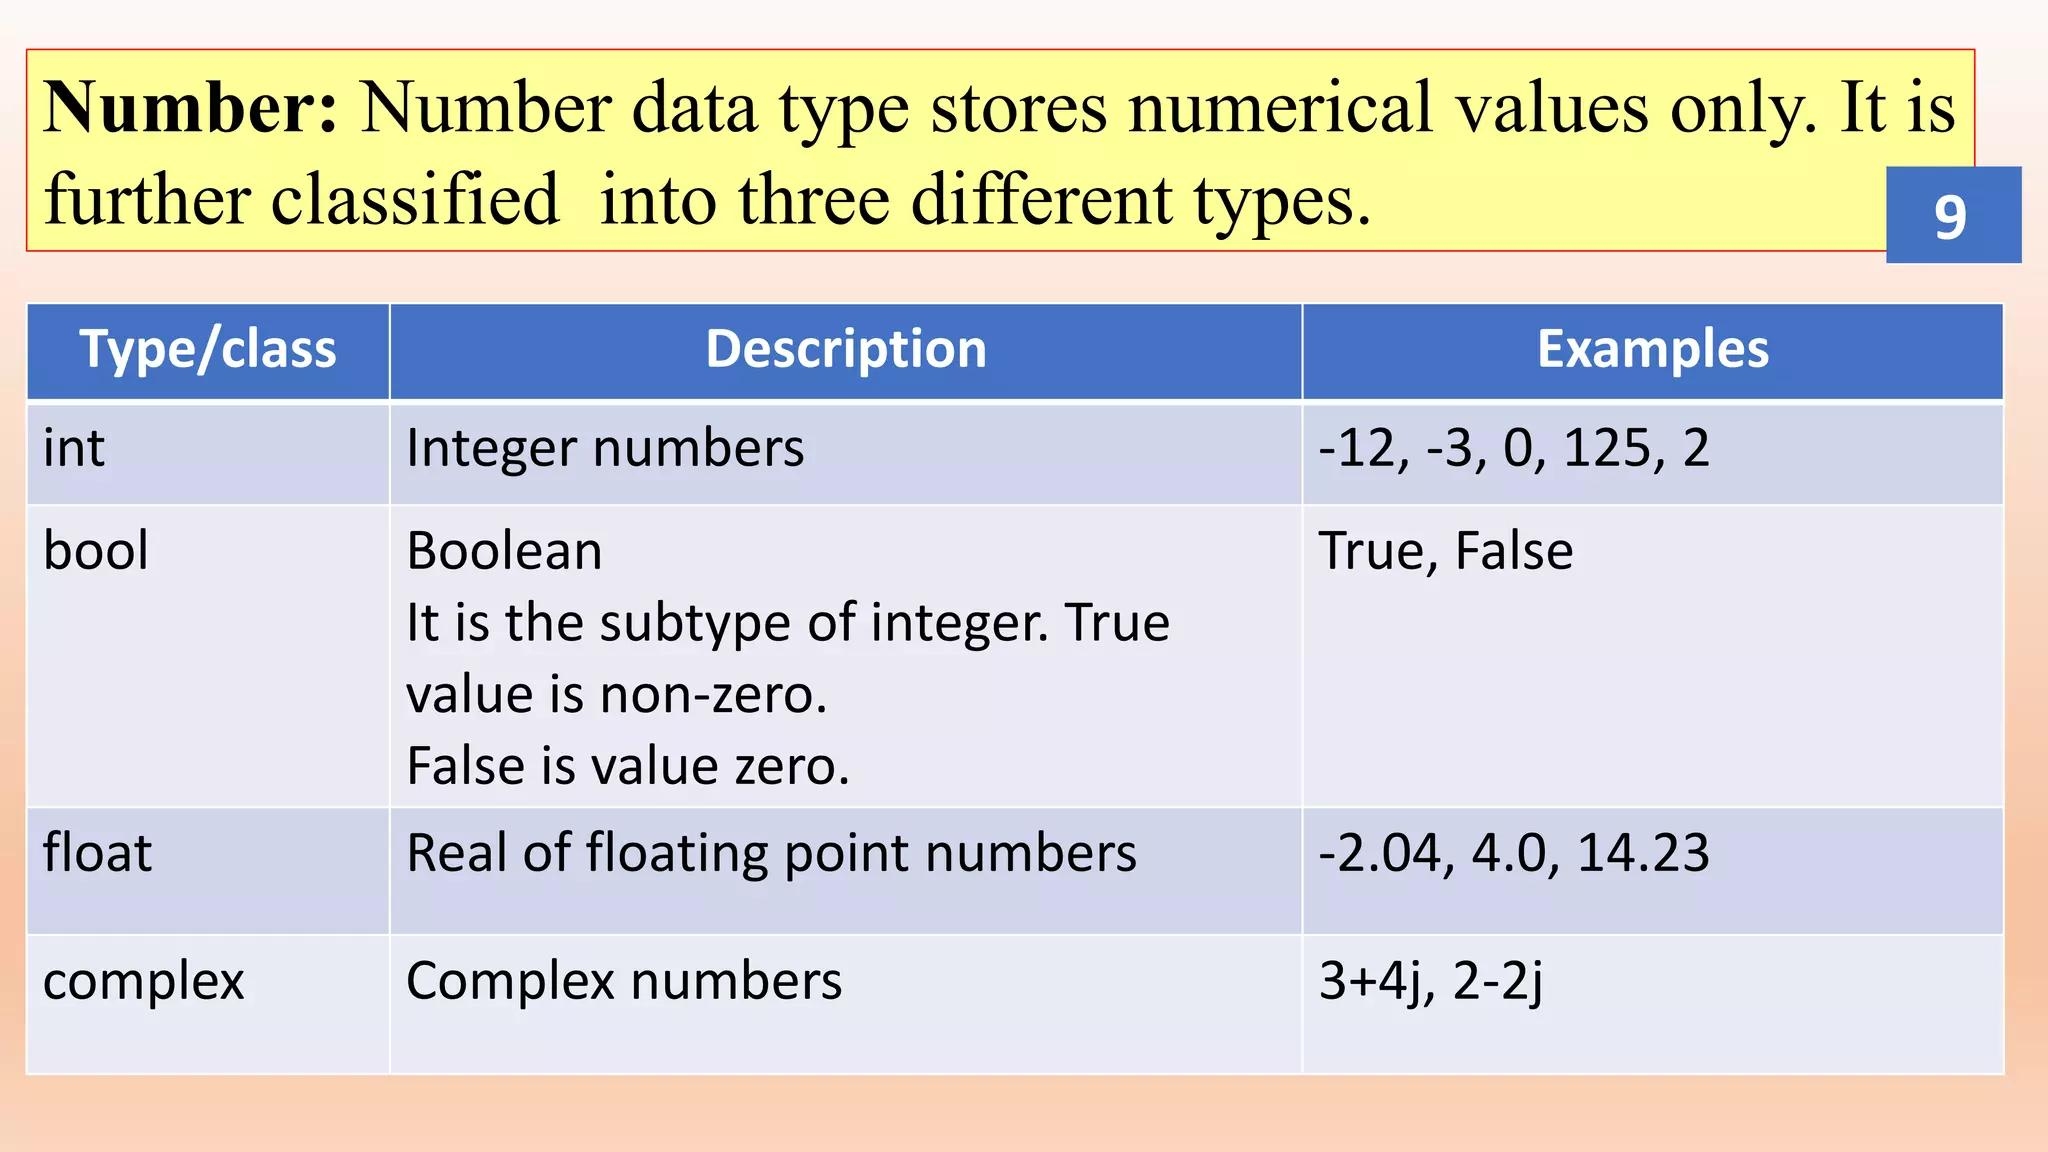 Number: Number data type stores numerical values only. It is
further classified  into three different types.
9
Type/class Description Examples
int Integer numbers -12, -3, 0, 125, 2
bool Boolean True, False
It is the subtype of integer. True
value is non-zero.
False is value zero.
float Real of floating point numbers -2.04, 4.0, 14.23
complex Complex numbers 3+4j, 2-2j